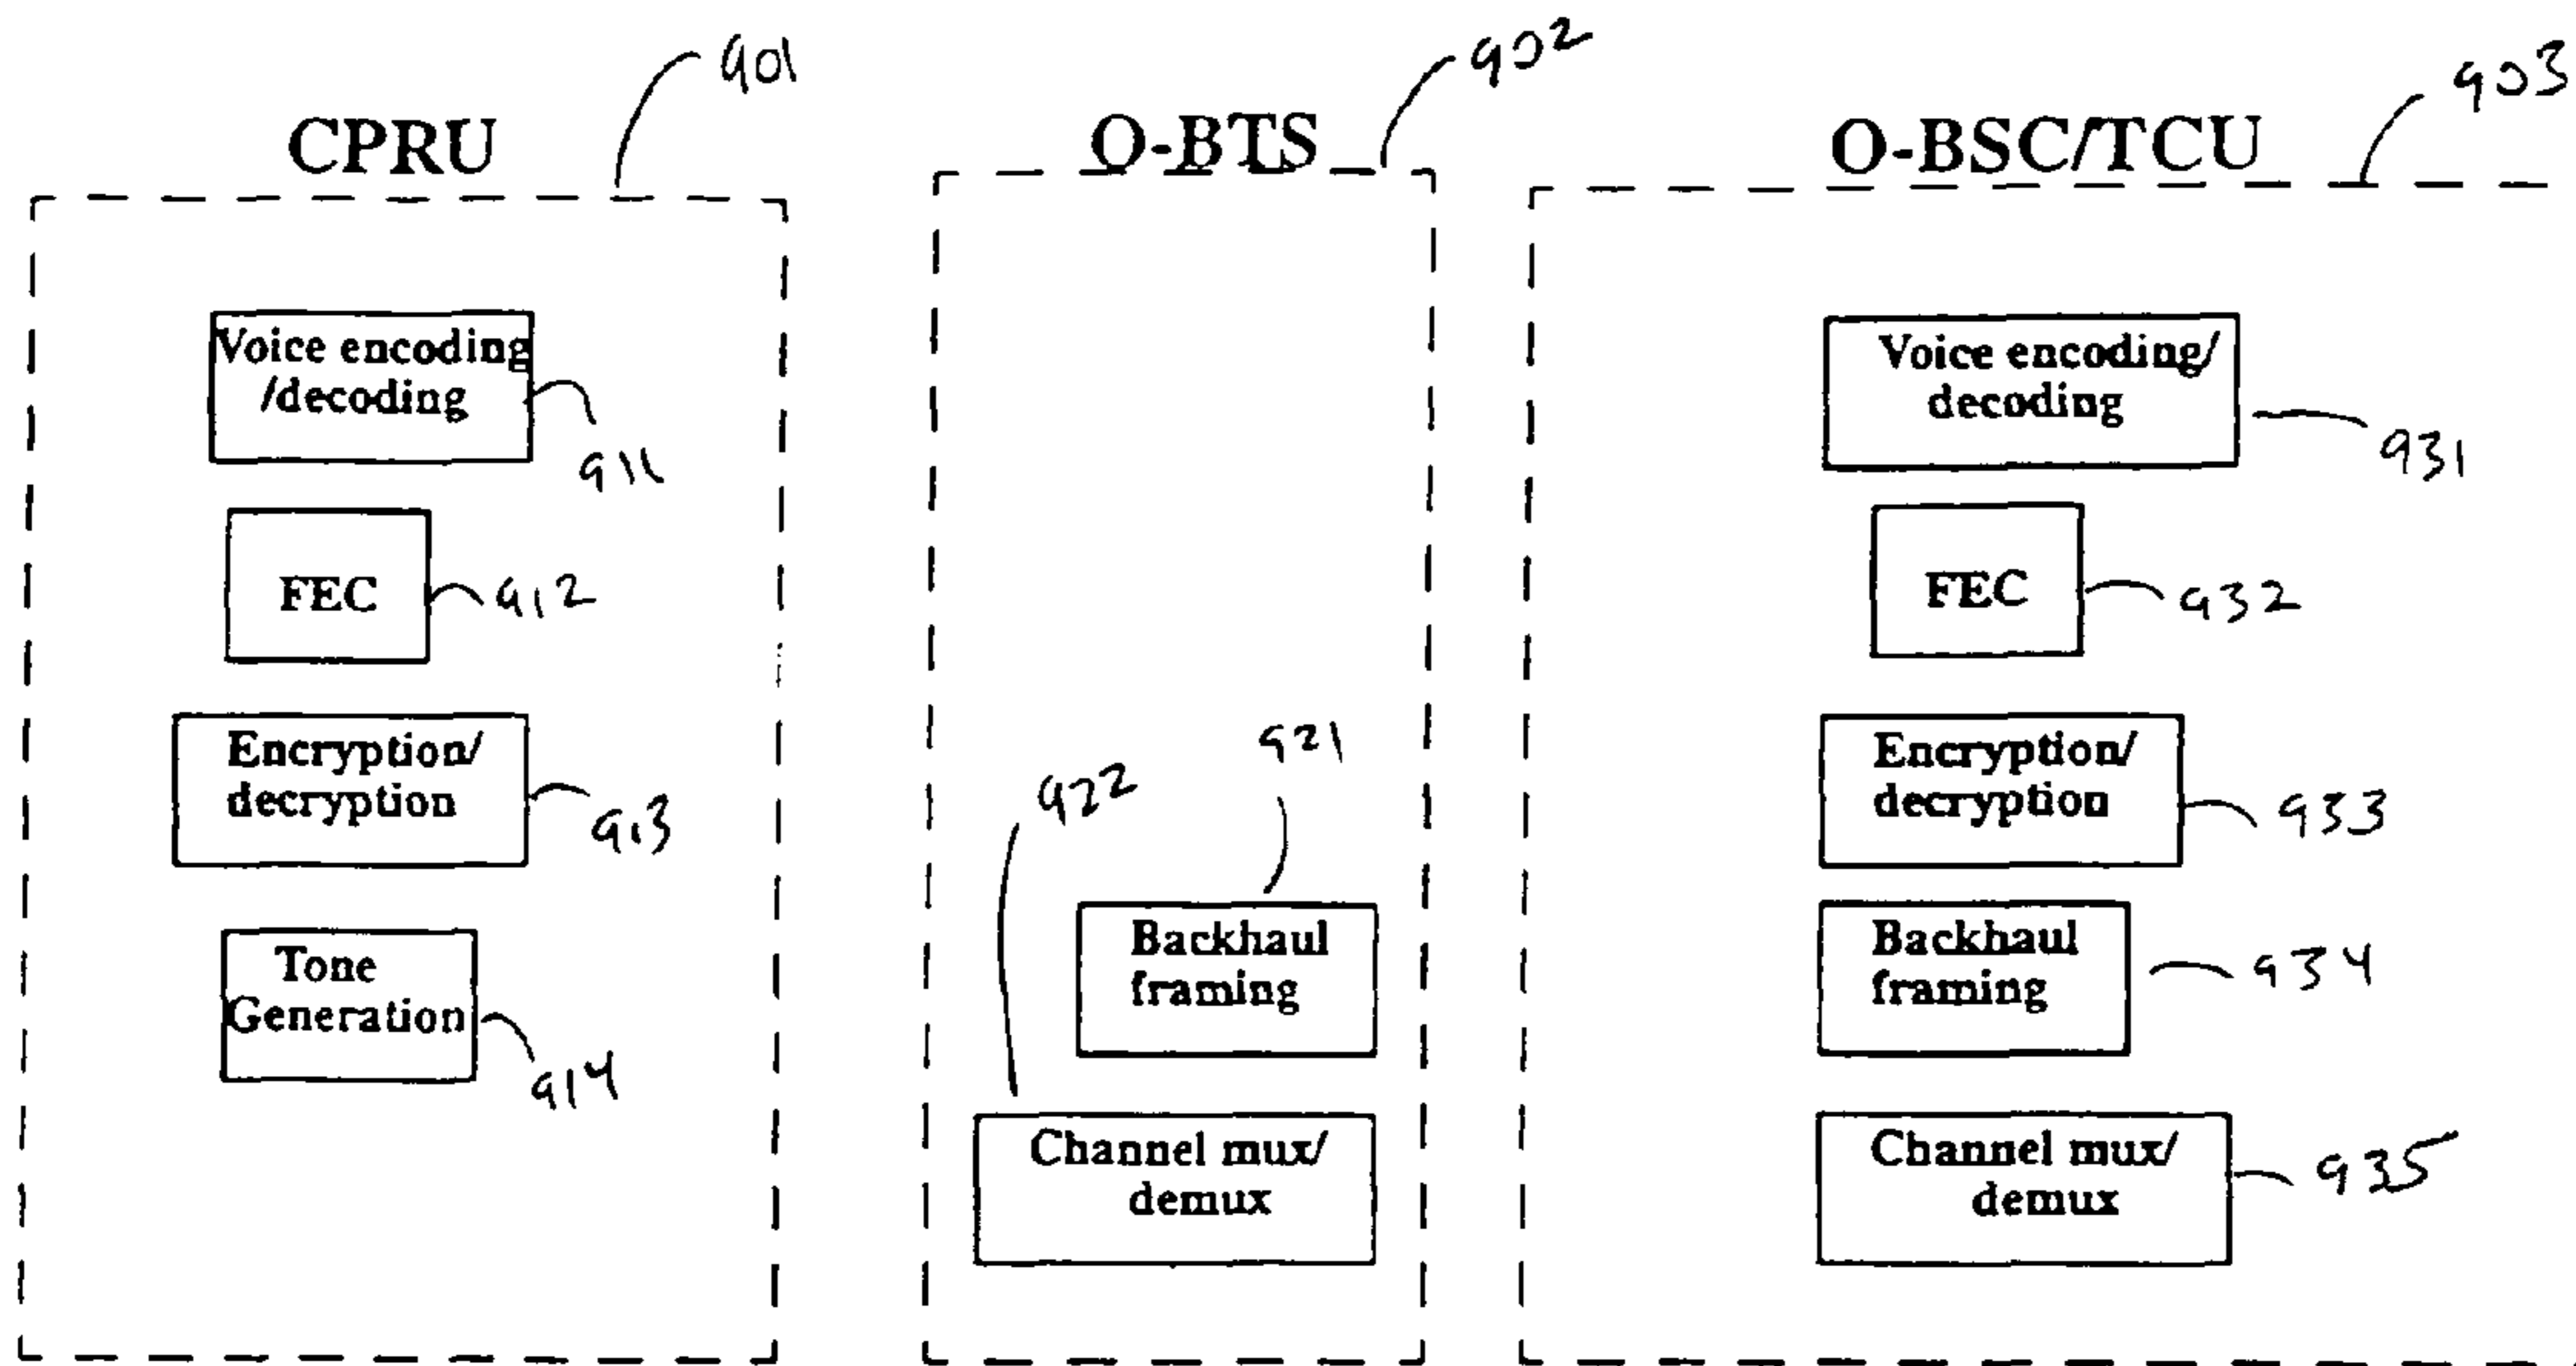 901
902
903
CPRU
O-BTS
O-BSC/TCU
Voice encoding
/decoding
911
FEC
912
Encryption/
decryption
913
Tone
Generation
914
922
921
Backhaul
framing
Channel mux/
demux
Voice encoding/
decoding
931
FEC
932
Encryption/
decryption
933
Backhaul
framing
934
Channel mux/
demux
935